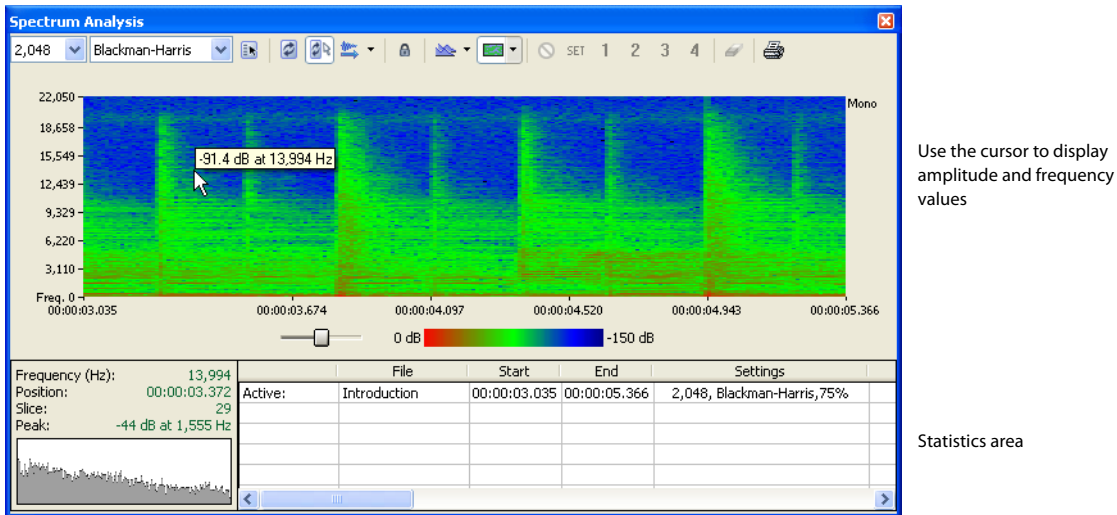 Spectrum Analysis
2,048 Blackman-Harris SET 1 2 3 4
22,050
Mono
18,658
15,549
-91.4 dB at 13,994 Hz
12,439
9,329
6,220
3,110
Freq. 0
00:00:03.035 00:00:03.674 00:00:04.097 00:00:04.520 00:00:04.943 00:00:05.366
0 dB -150 dB
Use the cursor to display
amplitude and frequency
values
Frequency (Hz): 13,994
Position: 00:00:03.372
Slice: 29
Peak: -44 dB at 1,555 Hz
File Start End Settings
Active: Introduction 00:00:03.035 00:00:05.366 2,048, Blackman-Harris,75%
Statistics area